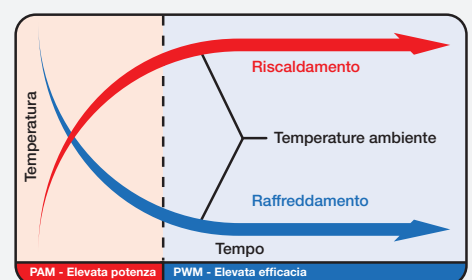 Riscaldamento
Temperatura
Temperature ambiente
Raffreddamento
Tempo
PAM - Elevata potenza
PWM - Elevata efficacia